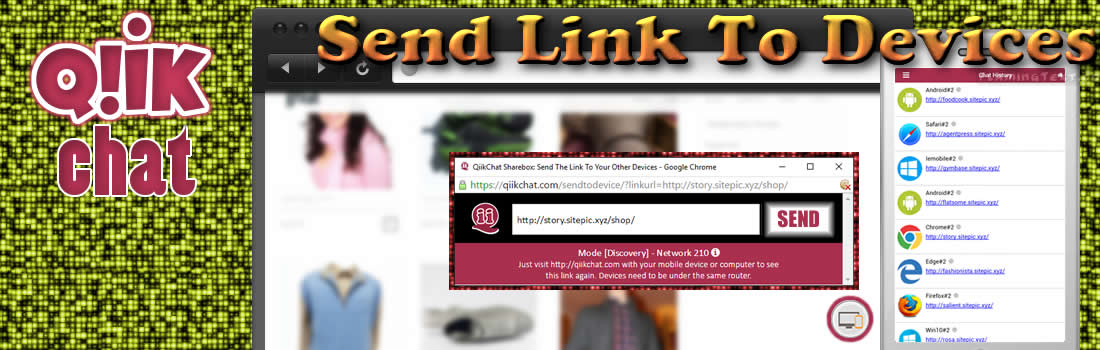 Q!iK
chat
Send Link To Devices
QiikChat Sharebox: Send The Link To Your Other Devices - Google Chrome
https://qiikchat.com/sendtodevice/?linkurl=http://story.sitepic.xyz/shop/
http://story.sitepic.xyz/shop/
SEND
Mode [Discovery] - Network 210
Just visit http://qiikchat.com with your mobile device or computer to see
this link again. Devices need to be under the same router.
Chat History
Android#2
http://foodcook.sitepic.xyz/
Safari#2
http://agentpress.sitepic.xyz/
lemobile#2
http://gymbase.sitepic.xyz/
Android#2
http://flatsome.sitepic.xyz/
Chrome#2
http://story.sitepic.xyz/
Edge#2
http://fashionista.sitepic.xyz/
Firefox#2
http://salient.sitepic.xyz/
Win10#2
http://rosa.sitepic.xyz/